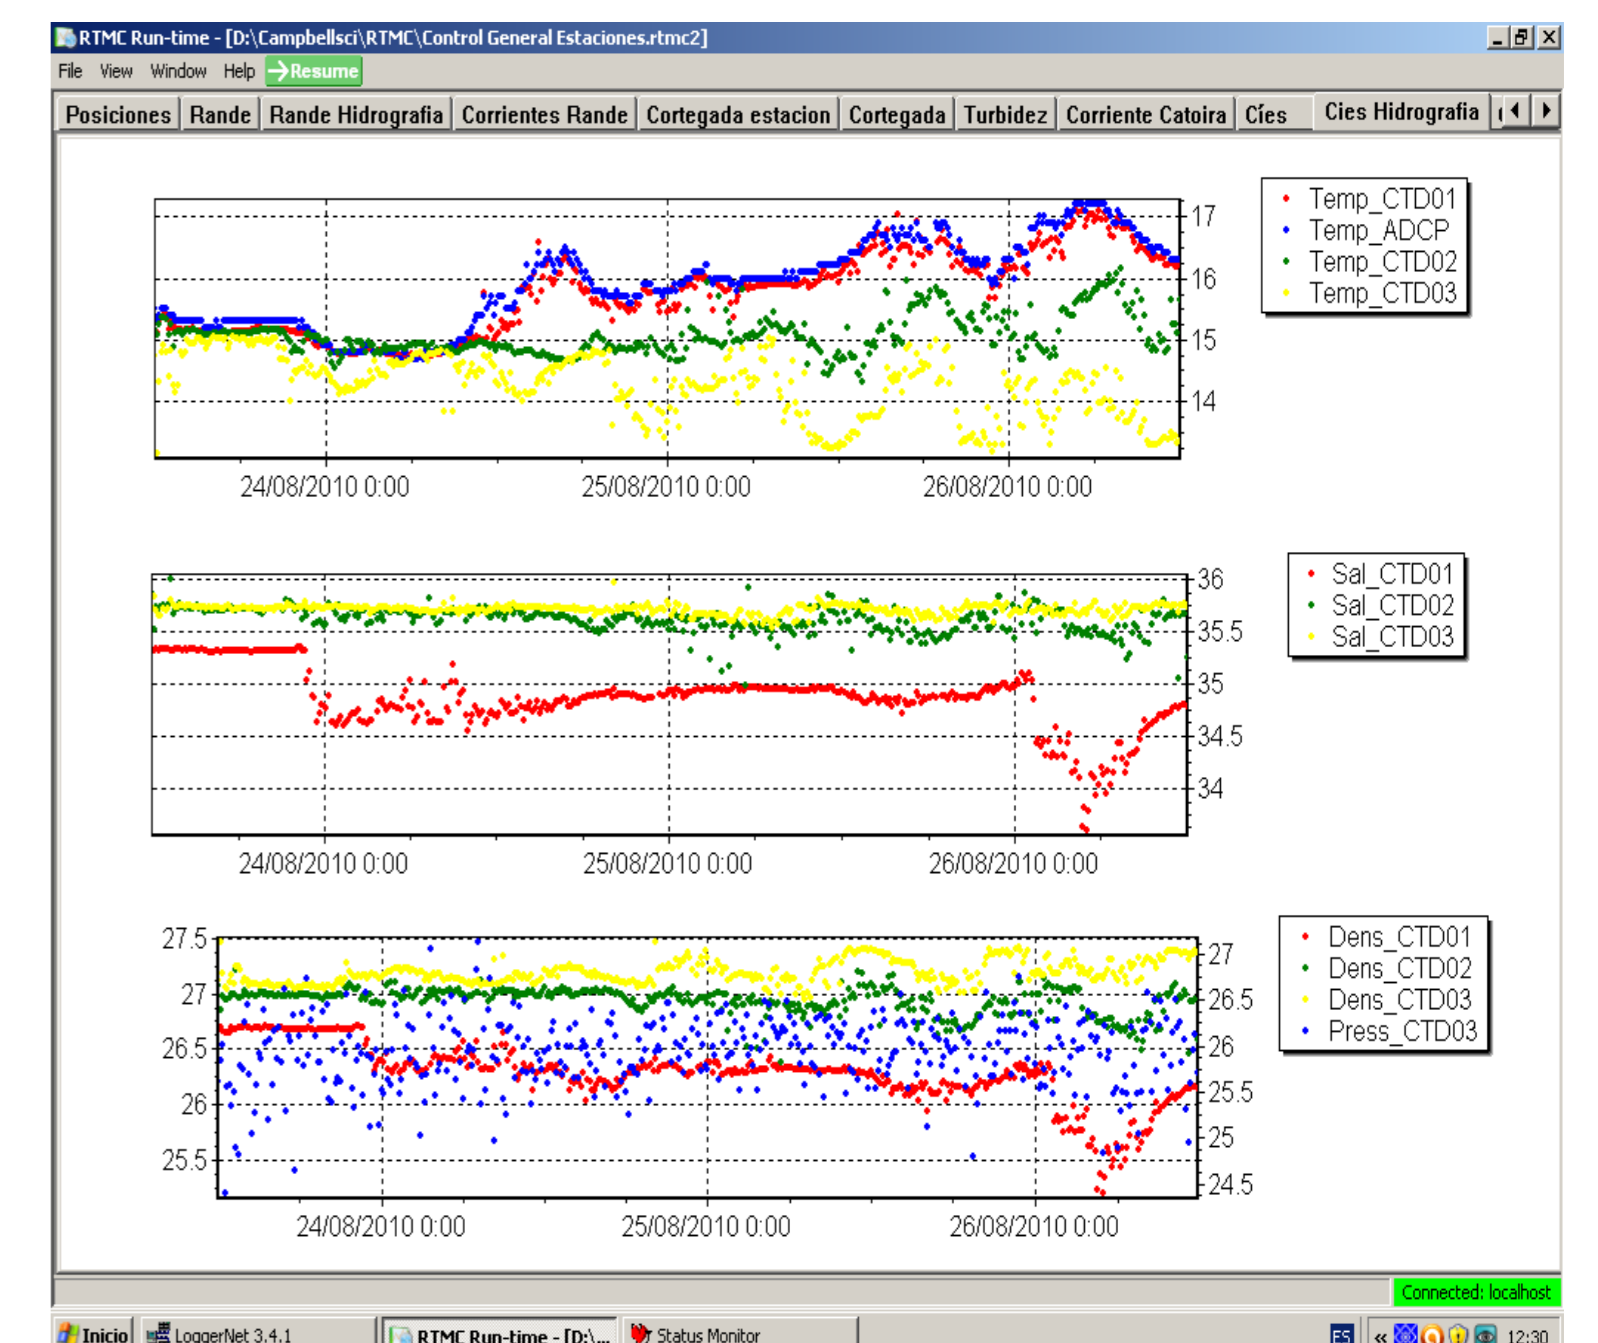 RTMC Run-time - [D:\Campbellsci\RTMC\Control General Estaciones.rtmc2]
File View Window Help →Resume
Posiciones Rande Rande Hidrografia Corrientes Rande Cortegada estacion Cortegada Turbidez Corriente Catoira Cíes Cies Hidrografia
17
16
15
14
24/08/2010 0:00 25/08/2010 0:00 26/08/2010 0:00
Temp_CTD01
Temp_ADCP
Temp_CTD02
Temp_CTD03
36
35.5
35
34.5
34
24/08/2010 0:00 25/08/2010 0:00 26/08/2010 0:00
Sal_CTD01
Sal_CTD02
Sal_CTD03
27.5
27
26.5
26
25.5
27
26.5
26
25.5
25
24.5
24/08/2010 0:00 25/08/2010 0:00 26/08/2010 0:00
Dens_CTD01
Dens_CTD02
Dens_CTD03
Press_CTD03
Connected: localhost
Inicio LoggerNet 3.4.1 RTMC Run-time - [D:\... Status Monitor ES « 12:30